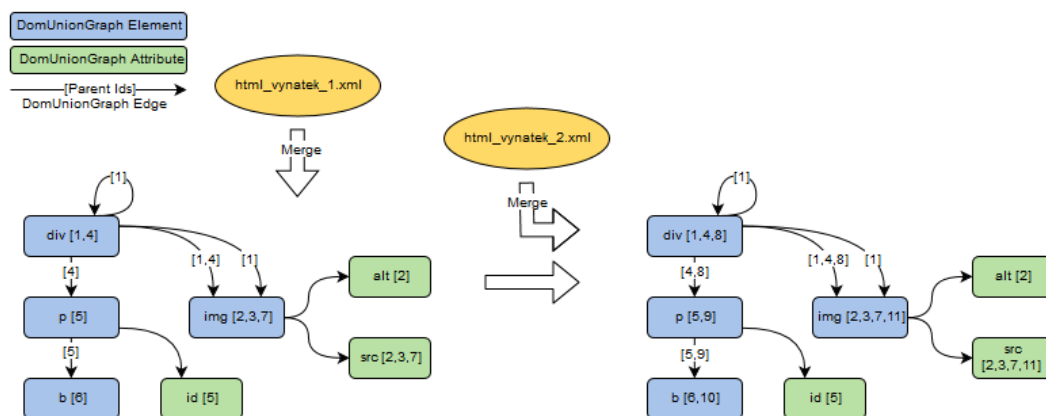 DomUnionGraph Element
DomUnionGraph Attribute
[Parent Ids]
DomUnionGraph Edge
html_vynatek_1.xml
Merge
html_vynatek_2.xml
Merge
[1]
div [1,4]
[4]
[1,4]
[1]
p [5]
img [2,3,7]
alt [2]
src [2,3,7]
[5]
b [6]
id [5]
[1]
div [1,4,8]
[4,8]
[1,4,8]
[1]
p [5,9]
img [2,3,7,11]
alt [2]
src
[2,3,7,11]
[5,9]
b [6,10]
id [5]